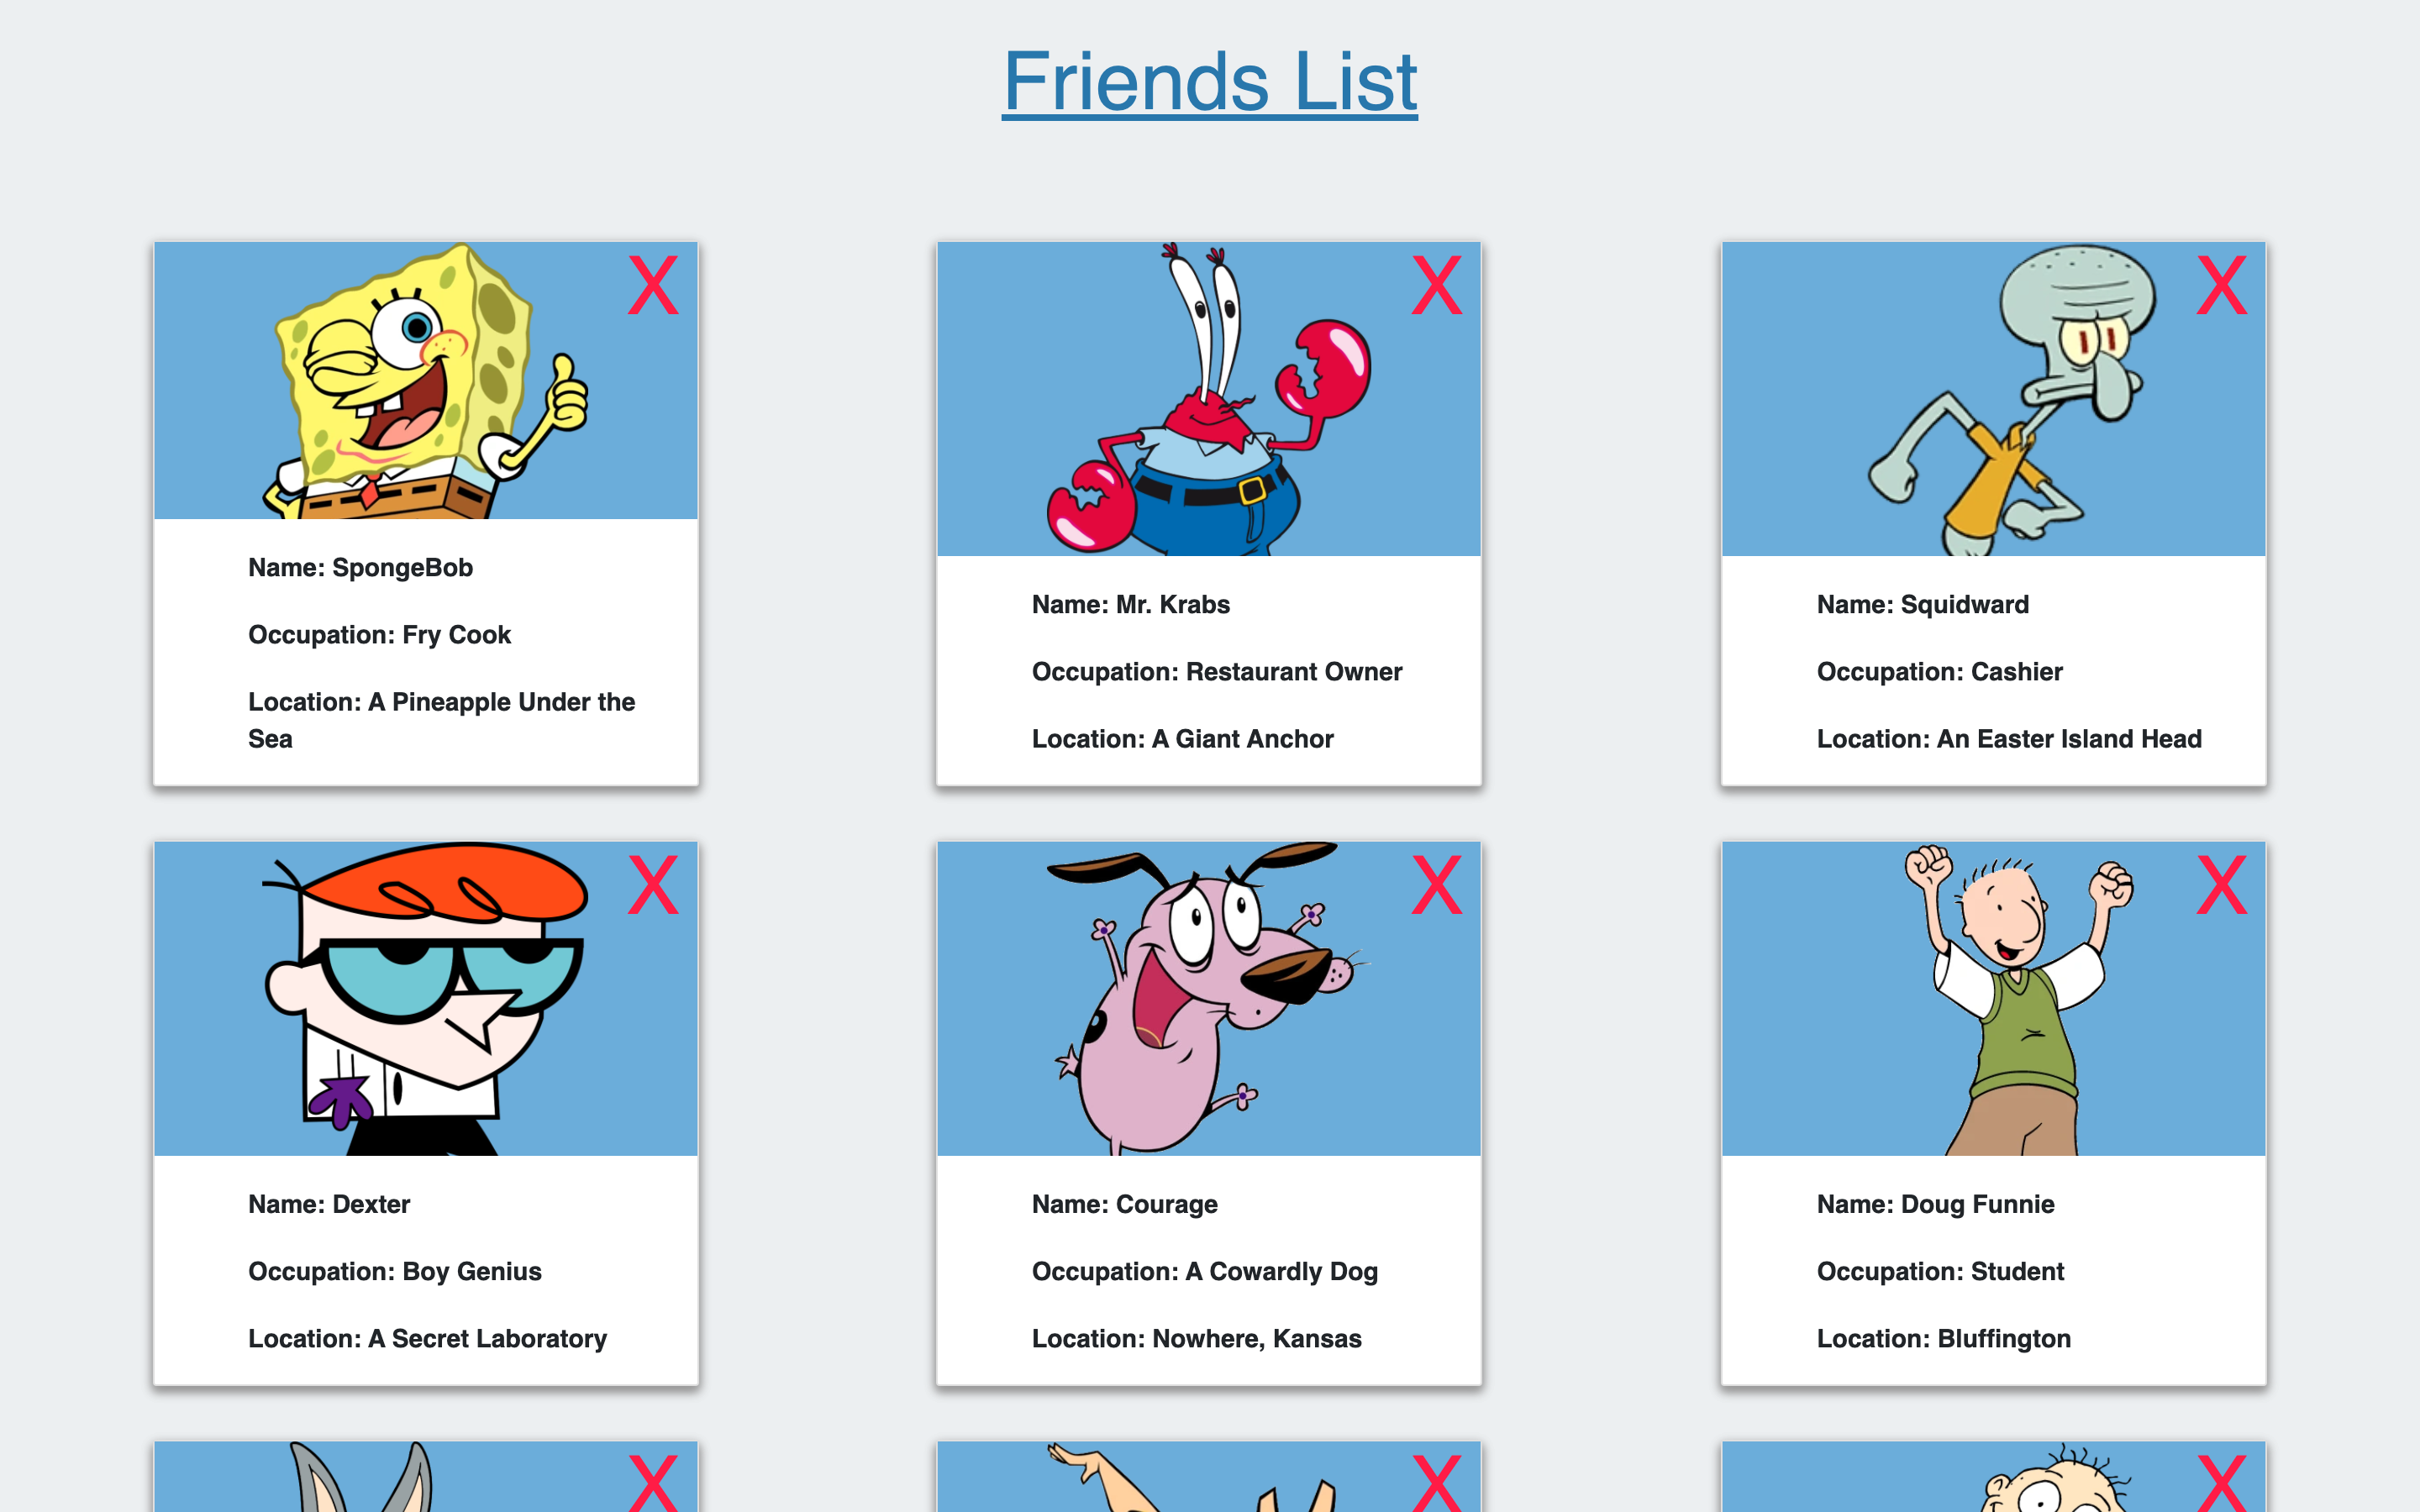 Friends List
X
X
X
Name: SpongeBob
Occupation: Fry Cook
Location: A Pineapple Under the
Sea
Name: Mr. Krabs
Occupation: Restaurant Owner
Location: A Giant Anchor
Name: Squidward
Occupation: Cashier
Location: An Easter Island Head
X
X
X
Name: Dexter
Occupation: Boy Genius
Location: A Secret Laboratory
Name: Courage
Occupation: A Cowardly Dog
Location: Nowhere, Kansas
Name: Doug Funnie
Occupation: Student
Location: Bluffington
X
X
X